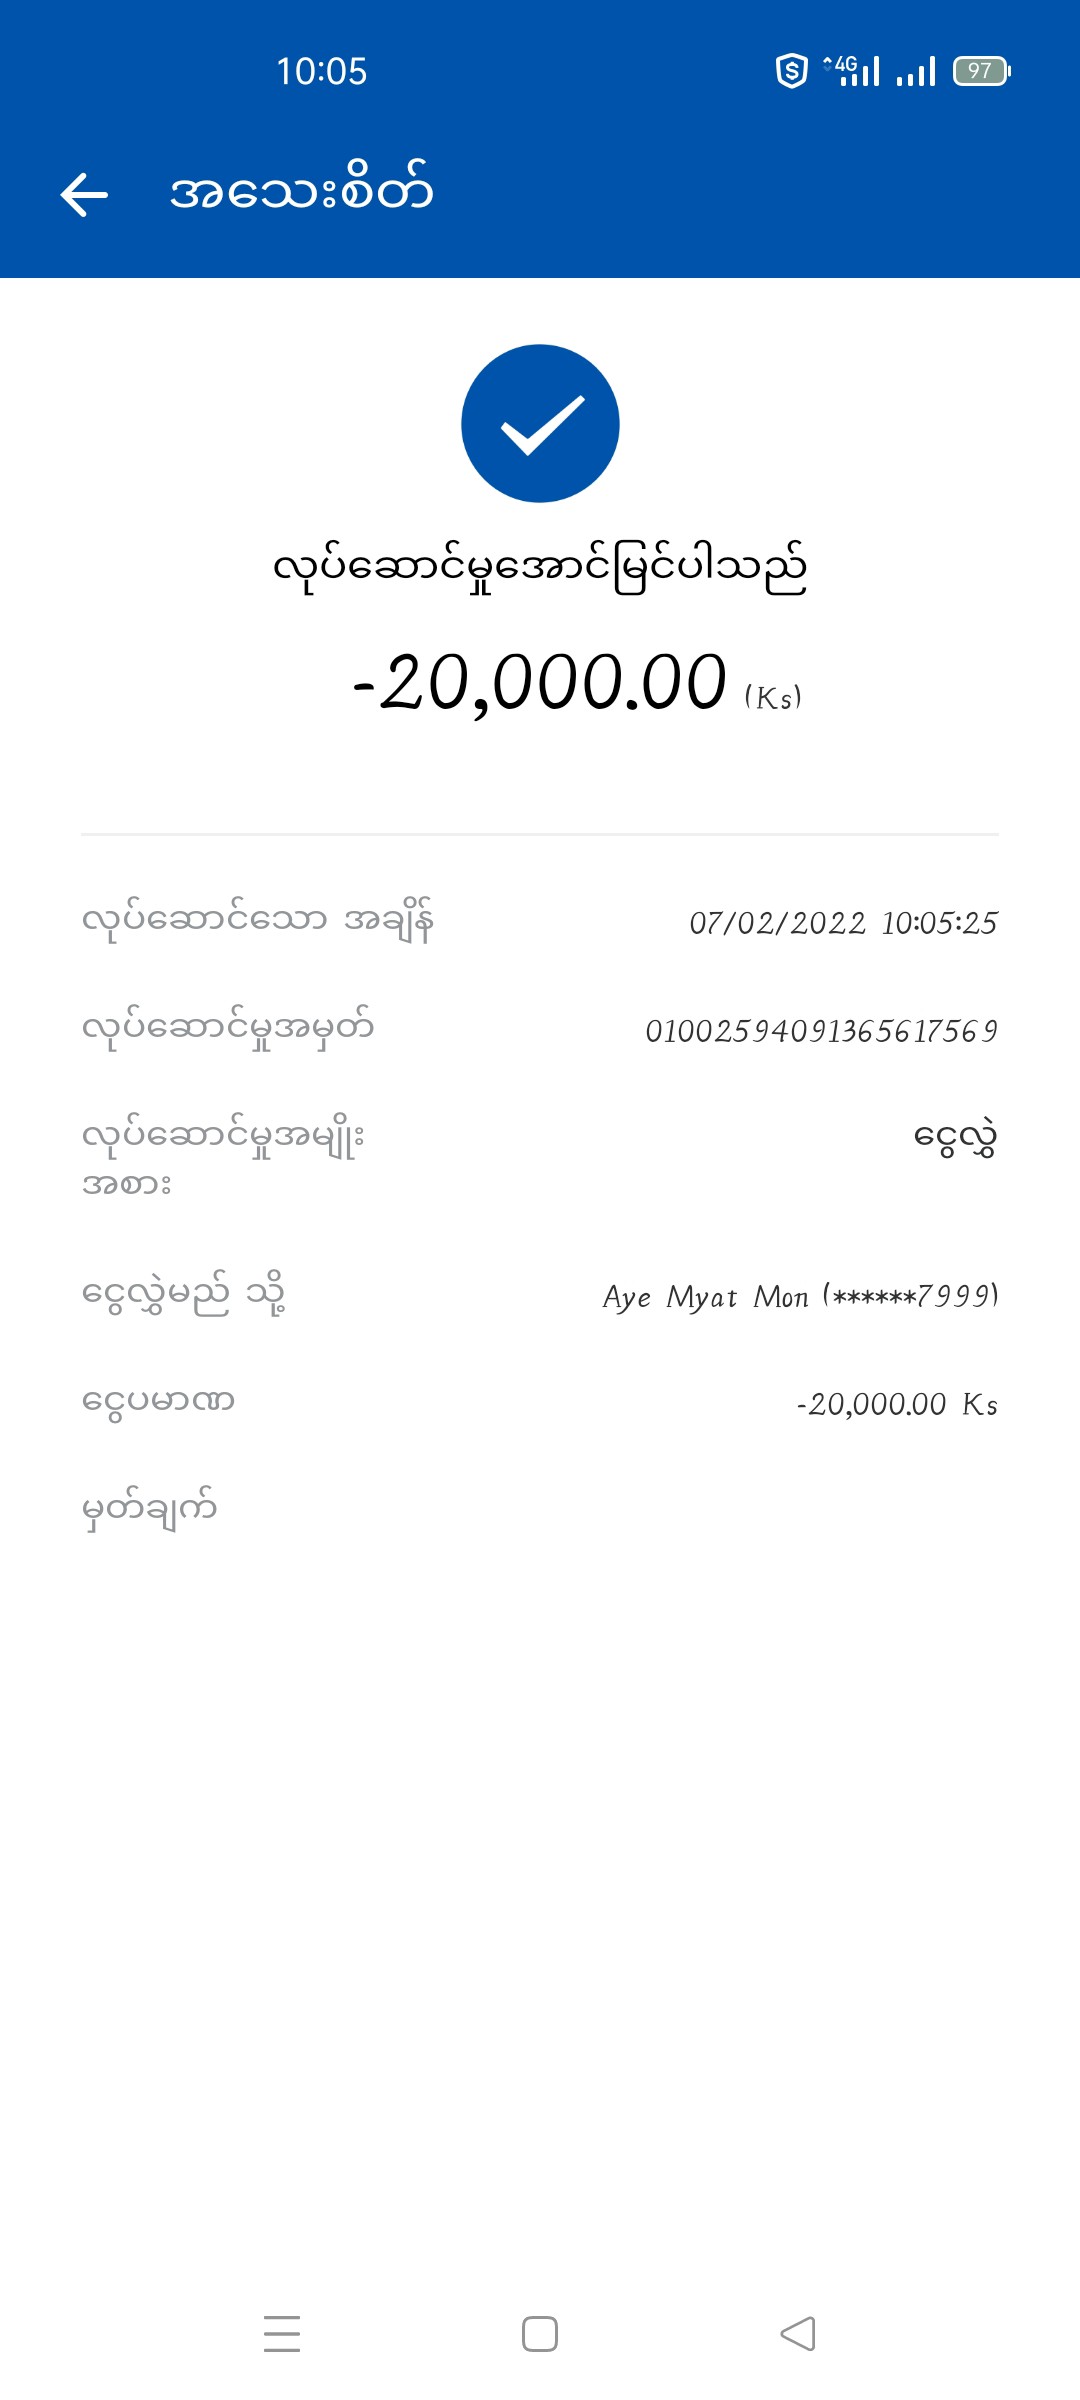 10:05
4G
97
အသေးစိတ်
လုပ်ဆောင်မှုအောင်မြင်ပါသည်
-20,000.00 (Ks)
လုပ်ဆောင်သော အချိန် 07/02/2022 10:05:25
လုပ်ဆောင်မှုအမှတ် 01002594091365617569
လုပ်ဆောင်မှုအမျိုး ငွေလွှဲ
အစား
ငွေလွှဲမည် သို့ Aye Myat Mon (******7999)
ငွေပမာဏ -20,000.00 Ks
မှတ်ချက်